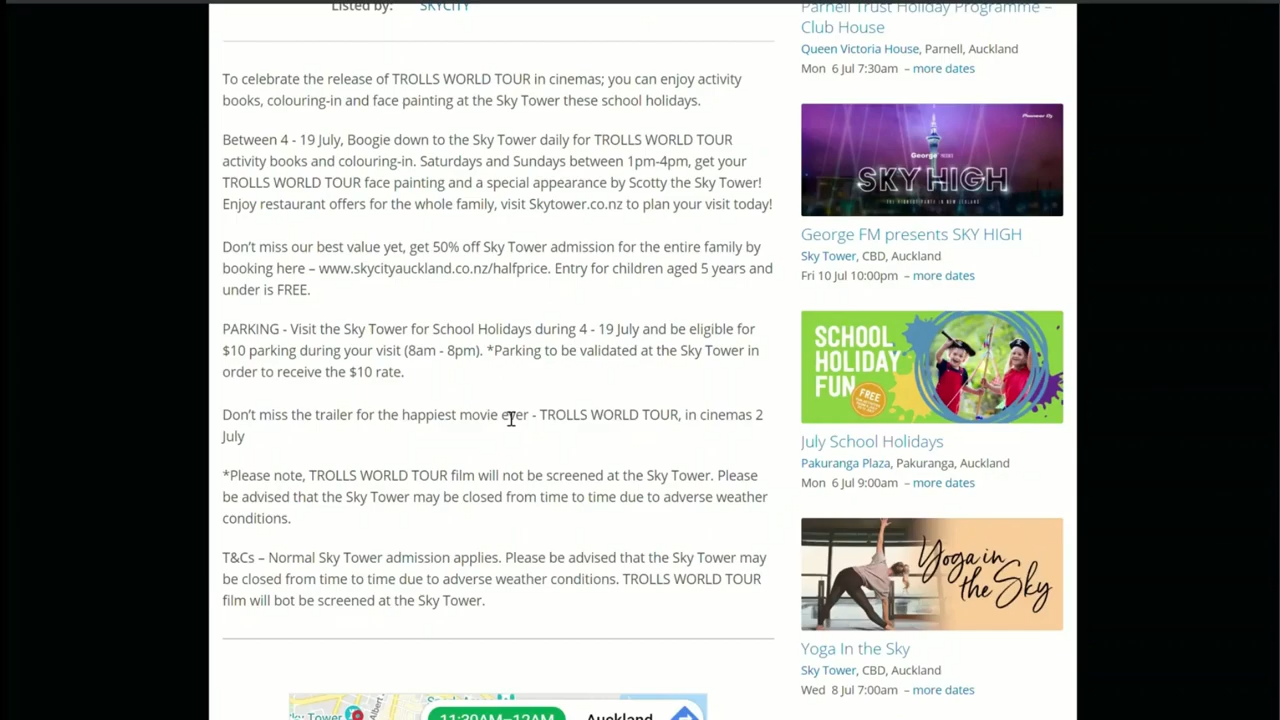 Listed by: SKYCITY
To celebrate the release of TROLLS WORLD TOUR in cinemas; you can enjoy activity
books, colouring-in and face painting at the Sky Tower these school holidays.
Between 4 - 19 July, Boogie down to the Sky Tower daily for TROLLS WORLD TOUR
activity books and colouring-in. Saturdays and Sundays between 1pm-4pm, get your
TROLLS WORLD TOUR face painting and a special appearance by Scotty the Sky Tower!
Enjoy restaurant offers for the whole family, visit Skytower.co.nz to plan your visit today!
Don’t miss our best value yet, get 50% off Sky Tower admission for the entire family by
booking here – www.skycityauckland.co.nz/halfprice. Entry for children aged 5 years and
under is FREE.
PARKING - Visit the Sky Tower for School Holidays during 4 - 19 July and be eligible for
$10 parking during your visit (8am - 8pm). *Parking to be validated at the Sky Tower in
order to receive the $10 rate.
Don’t miss the trailer for the happiest movie ever - TROLLS WORLD TOUR, in cinemas 2
July
*Please note, TROLLS WORLD TOUR film will not be screened at the Sky Tower. Please
be advised that the Sky Tower may be closed from time to time due to adverse weather
conditions.
T&Cs – Normal Sky Tower admission applies. Please be advised that the Sky Tower may
be closed from time to time due to adverse weather conditions. TROLLS WORLD TOUR
film will bot be screened at the Sky Tower.
Tower
Albert
11:30AM–12AM
Auckland
Parnell Trust Holiday Programme –
Club House
Queen Victoria House, Parnell, Auckland
Mon 6 Jul 7:30am – more dates
Pioneer Dj
George
SKY HIGH
George FM presents SKY HIGH
Sky Tower, CBD, Auckland
Fri 10 Jul 10:00pm – more dates
SCHOOL
HOLIDAY
FUN
FREE
July School Holidays
Pakuranga Plaza, Pakuranga, Auckland
Mon 6 Jul 9:00am – more dates
Yoga in
the Sky
Yoga In the Sky
Sky Tower, CBD, Auckland
Wed 8 Jul 7:00am – more dates